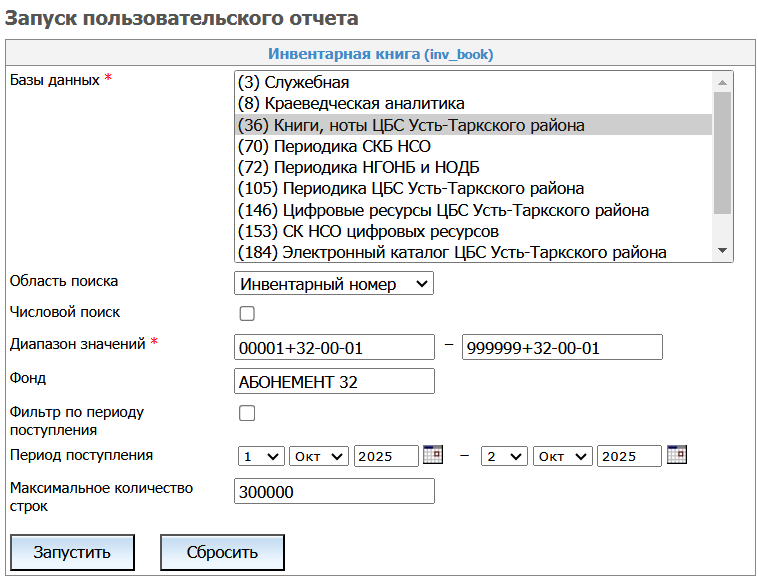 Запуск пользовательского отчета
Инвентарная книга (inv_book)
Базы данных *
(3) Служебная
(8) Краеведческая аналитика
(36) Книги, ноты ЦБС Усть-Таркского района
(70) Периодика СКБ НСО
(72) Периодика НГОНБ и НОДБ
(105) Периодика ЦБС Усть-Таркского района
(146) Цифровые ресурсы ЦБС Усть-Таркского района
(153) СК НСО цифровых ресурсов
(184) Электронный каталог ЦБС Усть-Таркского района
Область поиска Инвентарный номер
Числовой поиск
Диапазон значений * 00001+32-00-01 – 999999+32-00-01
Фонд АБОНЕМЕНТ 32
Фильтр по периоду
поступления
Период поступления 1 Окт 2025 – 2 Окт 2025
Максимальное количество
строк
300000
Запустить Сбросить